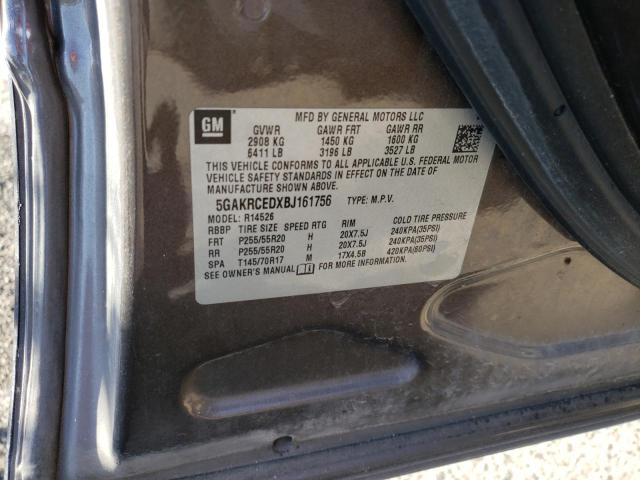 MFD BY GENERAL MOTORS LLC
GM
GVWR GAWR FRT GAWR RR
2908 KG 1450 KG 1600 KG
6411 LB 3196 LB 3527 LB
THIS VEHICLE CONFORMS TO ALL APPLICABLE U.S. FEDERAL MOTOR
VEHICLE SAFETY STANDARDS IN EFFECT ON THE DATE OF
MANUFACTURE SHOWN ABOVE.
5GAKRCEDXBJ161756 TYPE: M.P.V.
MODEL: R14526
RBBP TIRE SIZE SPEED RTG RIM COLD TIRE PRESSURE
FRT P255/55R20 H 20X7.5J 240KPA(35PSI)
RR P255/55R20 H 20X7.5J 240KPA(35PSI)
SPA T145/70R17 M 17X4.5B 420KPA(60PSI)
SEE OWNER'S MANUAL FOR MORE INFORMATION.